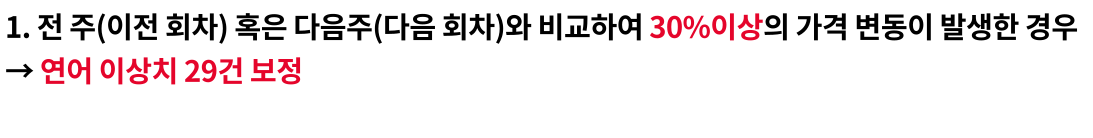 1. 전 주(이전 회차) 혹은 다음주(다음 회차)와 비교하여 30%이상의 가격 변동이 발생한 경우
→ 연어 이상치 29건 보정